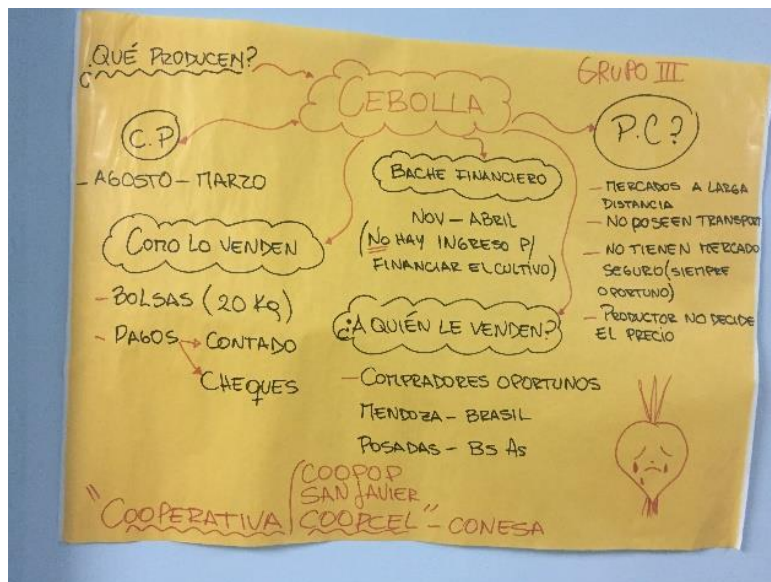 ¿QUÉ PRODUCEN?
GRUPO III
CEBOLLA
C.P
- AGOSTO - MARZO
COMO LO VENDEN
- BOLSAS (20 Kg)
- PAGOS → CONTADO
CHEQUES
BACHE FINANCIERO
NOV - ABRIL
(NO HAY INGRESO P/
FINANCIAR EL CULTIVO)
¿A QUIÉN LE VENDEN?
- COMPRADORES OPORTUNOS
MENDOZA - BRASIL
POSADAS - BS AS
P.C?
- MERCADOS A LARGA
DISTANCIA
- NO POSEEN TRANSPORT
- NO TIENEN MERCADO
SEGURO (SIEMPRE
OPORTUNO)
- PRODUCTOR NO DECIDE
EL PRECIO
COOPOP
SAN JAVIER
"COOPERATIVA COOPCEL" - CONESA